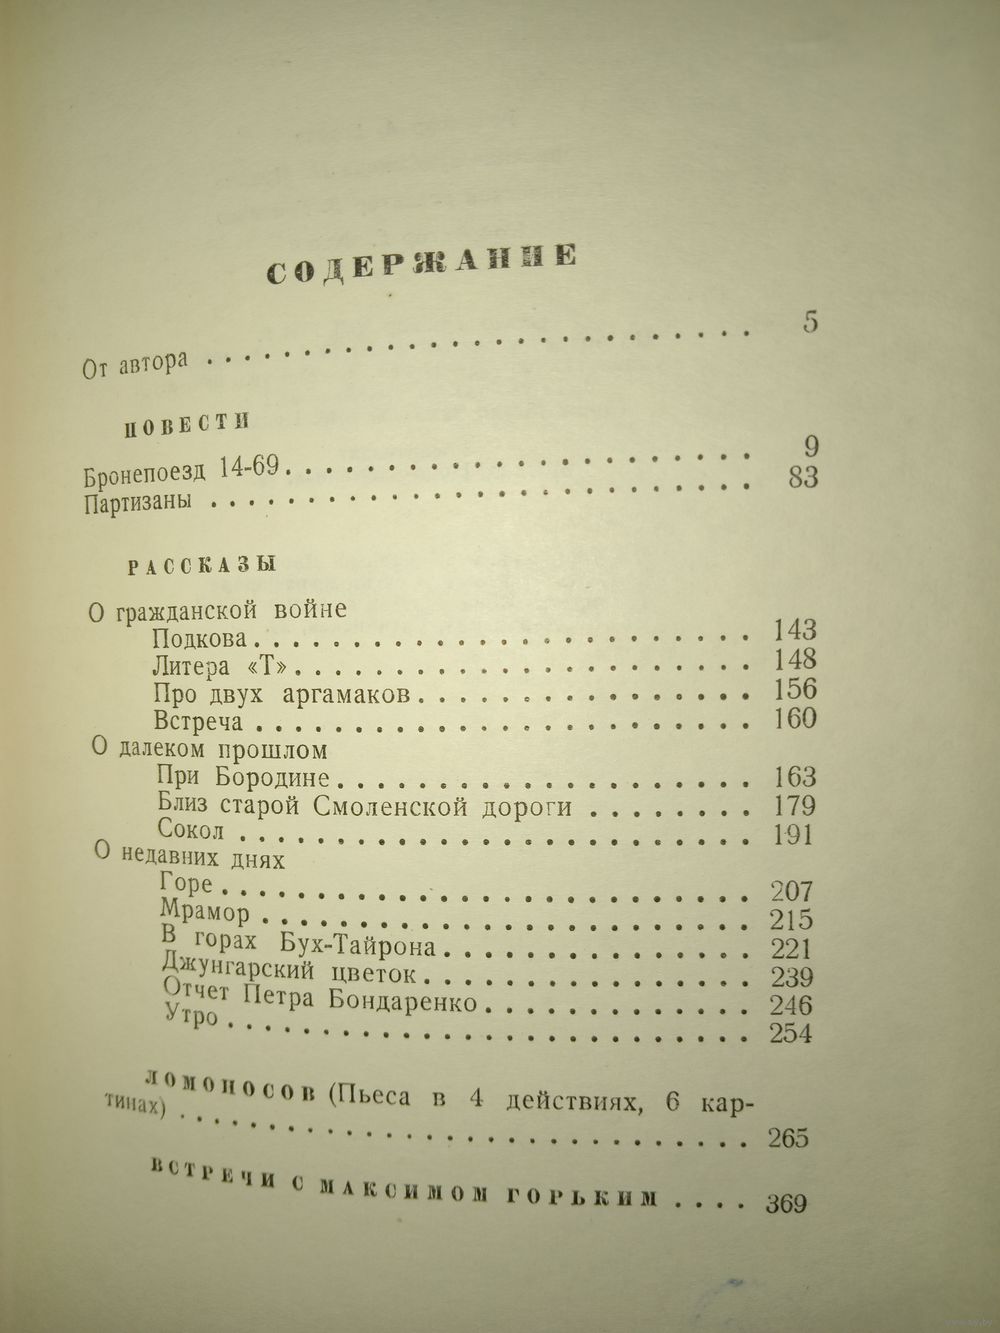 СОДЕРЖАНИЕ
От автора . . . . . . . . . . . . . . . . . . . . . . . . 5
ПОВЕСТИ
Бронепоезд 14-69. . . . . . . . . . . . . . . . . . . 9
Партизаны . . . . . . . . . . . . . . . . . . . . . . . 83
РАССКАЗЫ
О гражданской войне
Подкова. . . . . . . . . . . . . . . . . . . . 143
Литера «Т». . . . . . . . . . . . . . . . . . 148
Про двух аргамаков. . . . . . . . . . . . . 156
Встреча . . . . . . . . . . . . . . . . . . . . 160
О далеком прошлом
При Бородине. . . . . . . . . . . . . . . . 163
Близ старой Смоленской дороги . . . . . . . . 179
Сокол . . . . . . . . . . . . . . . . . . . . . 191
О недавних днях
Горе . . . . . . . . . . . . . . . . . . . . . 207
Мрамор . . . . . . . . . . . . . . . . . . . . 215
В горах Бух-Тайрона. . . . . . . . . . . . 221
Джунгарский цветок. . . . . . . . . . . . . 239
Отчет Петра Бондаренко. . . . . . . . . . . 246
Утро . . . . . . . . . . . . . . . . . . . . . 254
ЛОМОНОСОВ (Пьеса в 4 действиях, 6 кар-
тинах) . . . . . . . . . . . . . . . . . . . . . . . 265
ВСТРЕЧИ С МАКСИМОМ ГОРЬКИМ . . . . 369